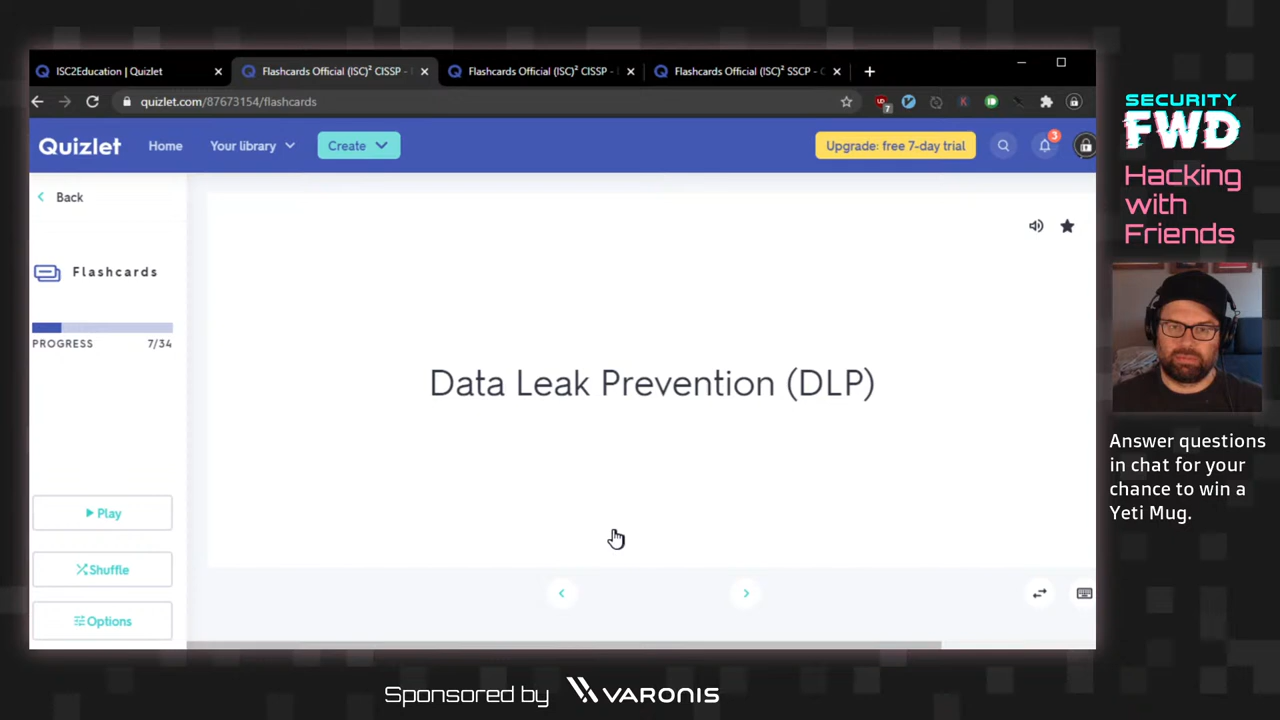 ISC2Education | Quizlet
Flashcards Official (ISC)² CISSP -
Flashcards Official (ISC)² CISSP -
Flashcards Official (ISC)² SSCP -
quizlet.com/87673154/flashcards
7
Quizlet
Home
Your library
Create
Upgrade: free 7-day trial
3
Back
Flashcards
PROGRESS 7/34
Data Leak Prevention (DLP)
Play
Shuffle
Options
SECURITY
FWD
Hacking
with
Friends
Answer questions
in chat for your
chance to win a
Yeti Mug.
Sponsored by VARONIS